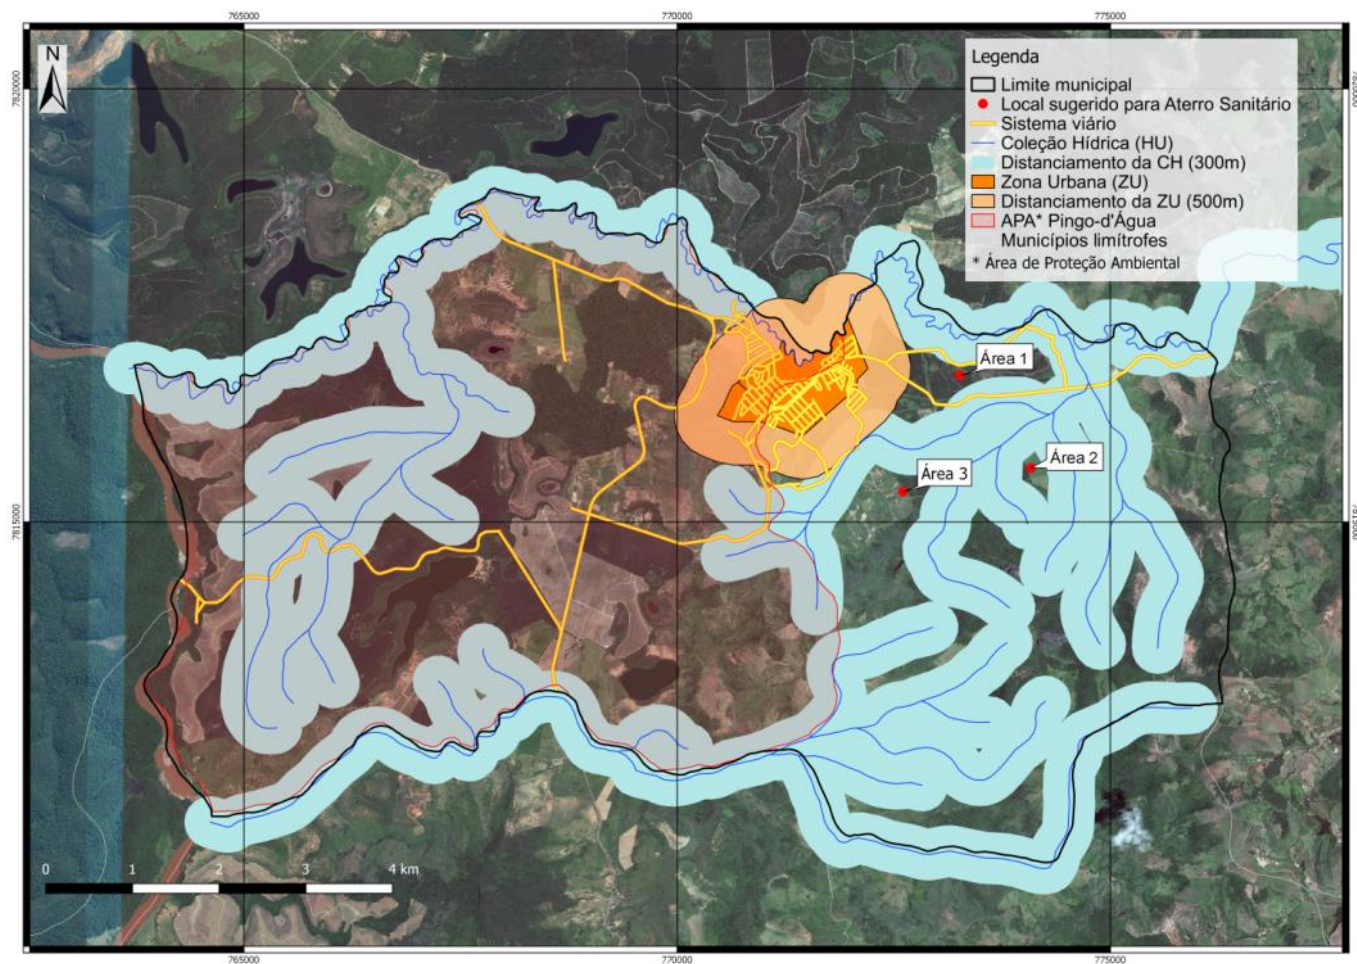 765000
770000
775000
N
7820000
7820000
Legenda
Limite municipal
Local sugerido para Aterro Sanitário
Sistema viário
Coleção Hídrica (HU)
Distanciamento da CH (300m)
Zona Urbana (ZU)
Distanciamento da ZU (500m)
APA* Pingo-d'Água
Municípios limítrofes
* Área de Proteção Ambiental
Área 1
Área 2
Área 3
7815000
7815000
0 1 2 3 4 km
765000
770000
775000